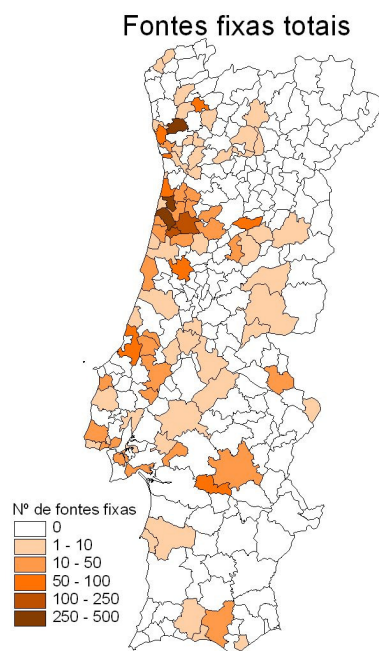 Fontes fixas totais
Nº de fontes fixas
0
1 - 10
10 - 50
50 - 100
100 - 250
250 - 500